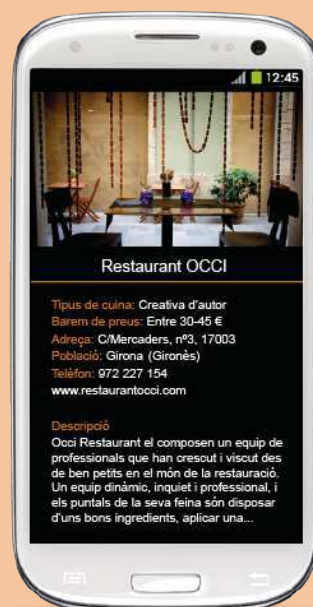 12:45
Restaurant OCCI
Tipus de cuina: Creativa d'autor
Barem de preus: Entre 30-45 €
Adreça: C/Mercaders, nº3, 17003
Població: Girona (Gironès)
Telèfon: 972 227 154
www.restaurantocci.com
Descripció
Occi Restaurant el composen un equip de
professionals que han crescut i viscut des
de ben petits en el món de la restauració.
Un equip dinàmic, inquiet i professional, i
els puntals de la seva feina són disposar
d'uns bons ingredients, aplicar una...